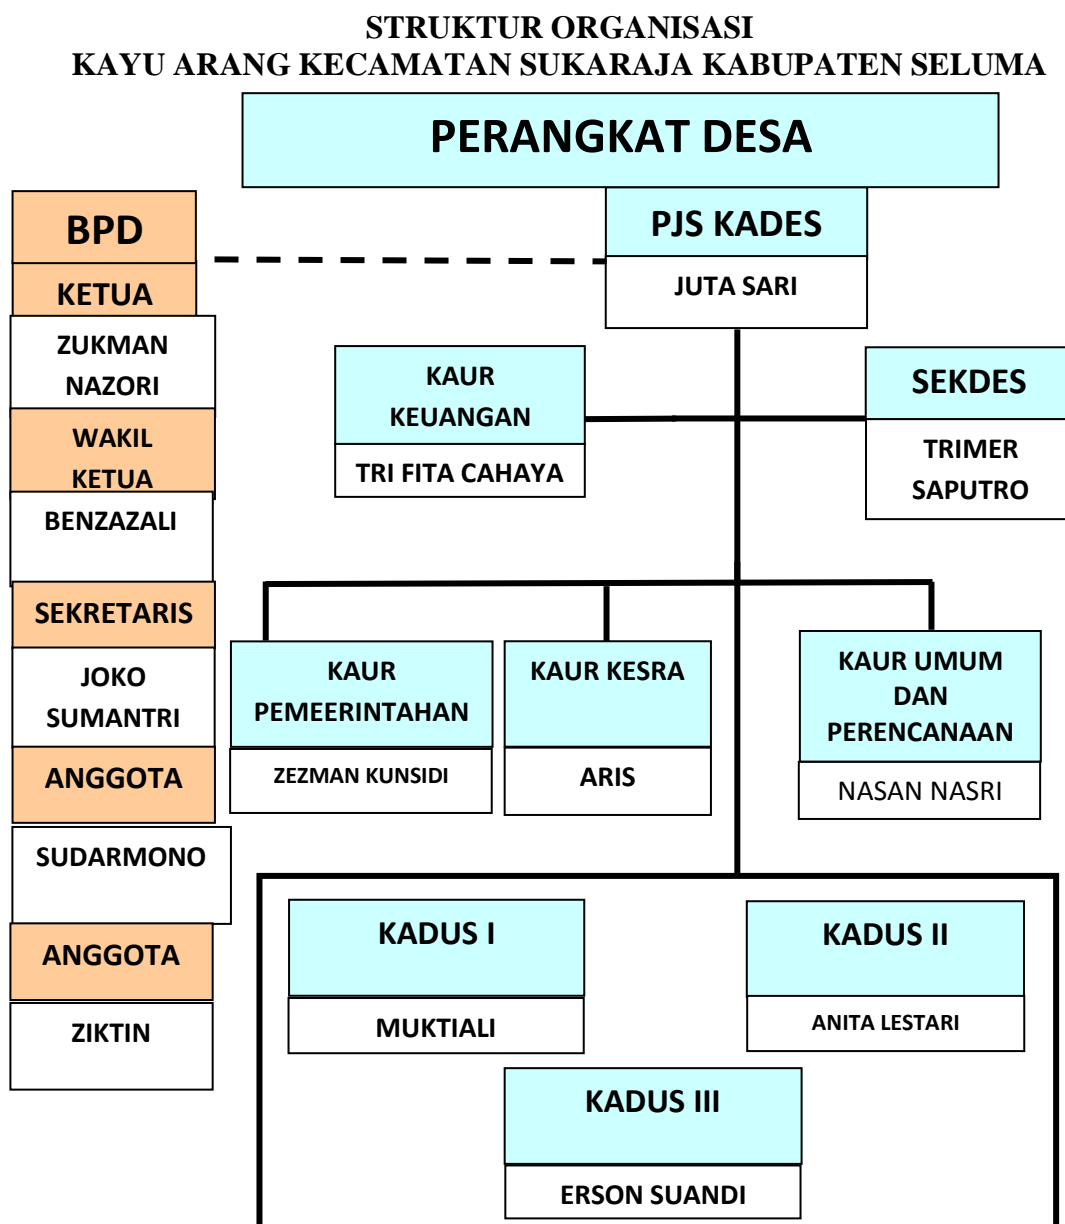 STRUKTUR ORGANISASI
KAYU ARANG KECAMATAN SUKARAJA KABUPATEN SELUMA
PERANGKAT DESA
BPD
KETUA
ZUKMAN
NAZORI
WAKIL
KETUA
BENZAZALI
SEKRETARIS
JOKO
SUMANTRI
ANGGOTA
SUDARMONO
ANGGOTA
ZIKTIN
PJS KADES
JUTA SARI
KAUR
KEUANGAN
TRI FITA CAHAYA
SEKDES
TRIMER
SAPUTRO
KAUR
PEMEERINTAHAN
ZEZMAN KUNSIDI
KAUR KESRA
ARIS
KAUR UMUM
DAN
PERENCANAAN
NASAN NASRI
KADUS I
MUKTIALI
KADUS II
ANITA LESTARI
KADUS III
ERSON SUANDI